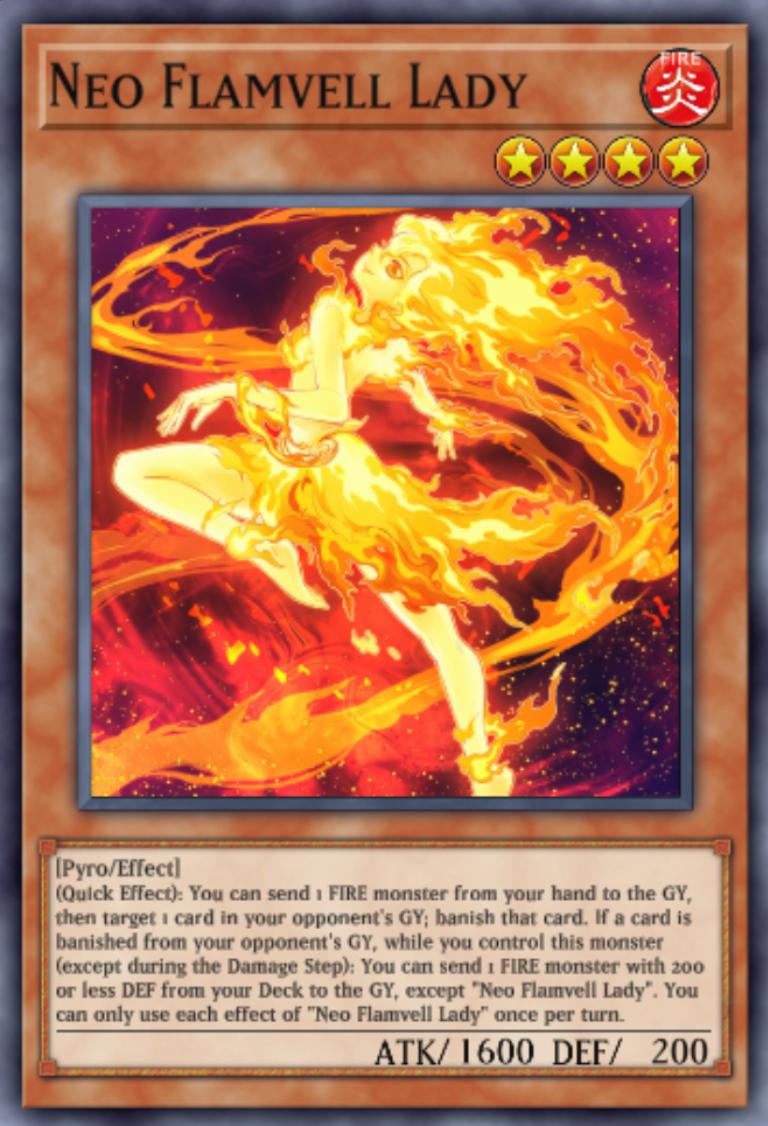 NEO FLAMVELL LADY
FIRE
炎
[Pyro/Effect]
(Quick Effect): You can send 1 FIRE monster from your hand to the GY,
then target 1 card in your opponent's GY; banish that card. If a card is
banished from your opponent's GY, while you control this monster
(except during the Damage Step): You can send 1 FIRE monster with 200
or less DEF from your Deck to the GY, except "Neo Flamvell Lady". You
can only use each effect of "Neo Flamvell Lady" once per turn.
ATK/ 1600 DEF/ 200